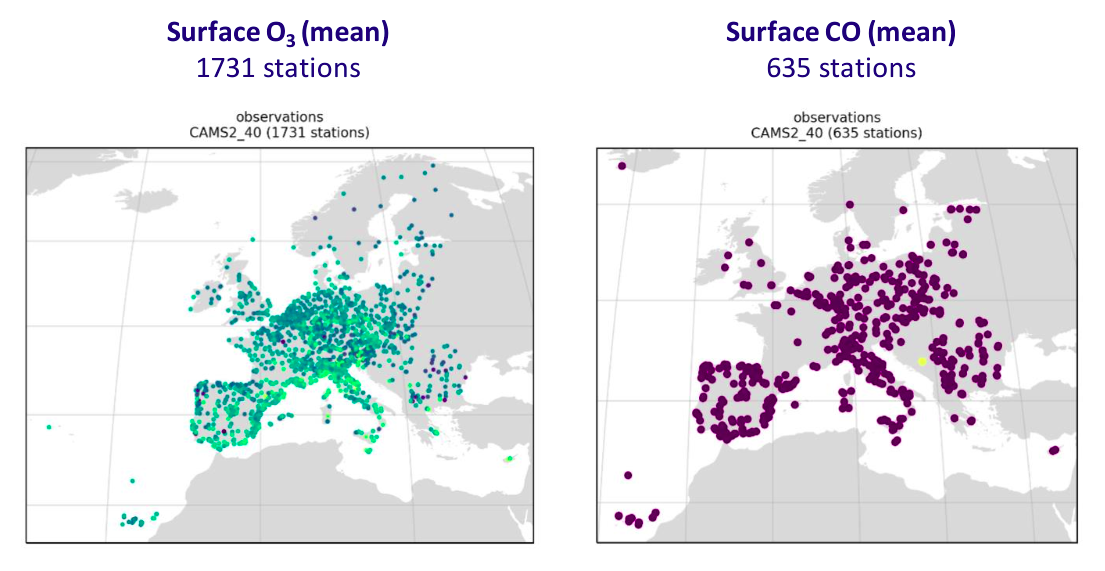 Surface O₃ (mean)
1731 stations
observations
CAMS2_40 (1731 stations)
Surface CO (mean)
635 stations
observations
CAMS2_40 (635 stations)